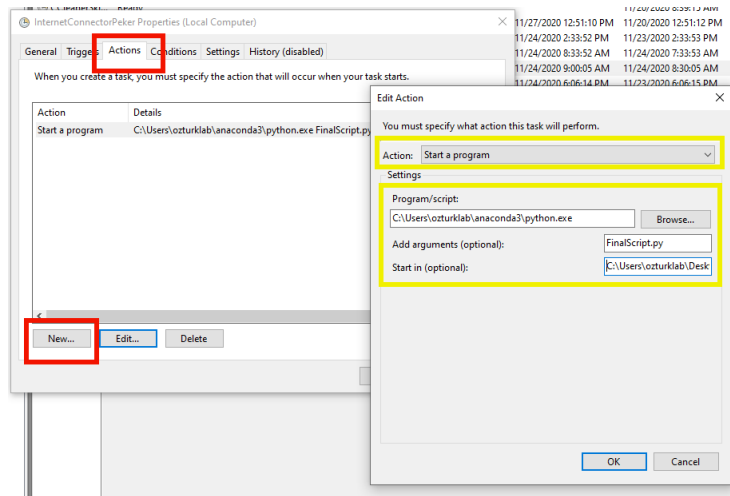 InternetConnectorPeker Properties (Local Computer)
General Triggers Actions Conditions Settings History (disabled)
When you create a task, you must specify the action that will occur when your task starts.
Action Details
Start a program C:\Users\ozturklab\anaconda3\python.exe FinalScript.py
New... Edit... Delete
11/27/2020 12:51:10 PM 11/20/2020 12:51:12 PM
11/24/2020 2:33:52 PM 11/23/2020 2:33:53 PM
11/24/2020 8:33:52 AM 11/24/2020 7:33:53 AM
11/24/2020 9:00:05 AM 11/24/2020 8:30:05 AM
11/24/2020 6:06:14 PM 11/23/2020 6:06:15 PM
Edit Action
You must specify what action this task will perform.
Action: Start a program
Settings
Program/script:
C:\Users\ozturklab\anaconda3\python.exe Browse...
Add arguments (optional): FinalScript.py
Start in (optional): C:\Users\ozturklab\Desk
OK Cancel